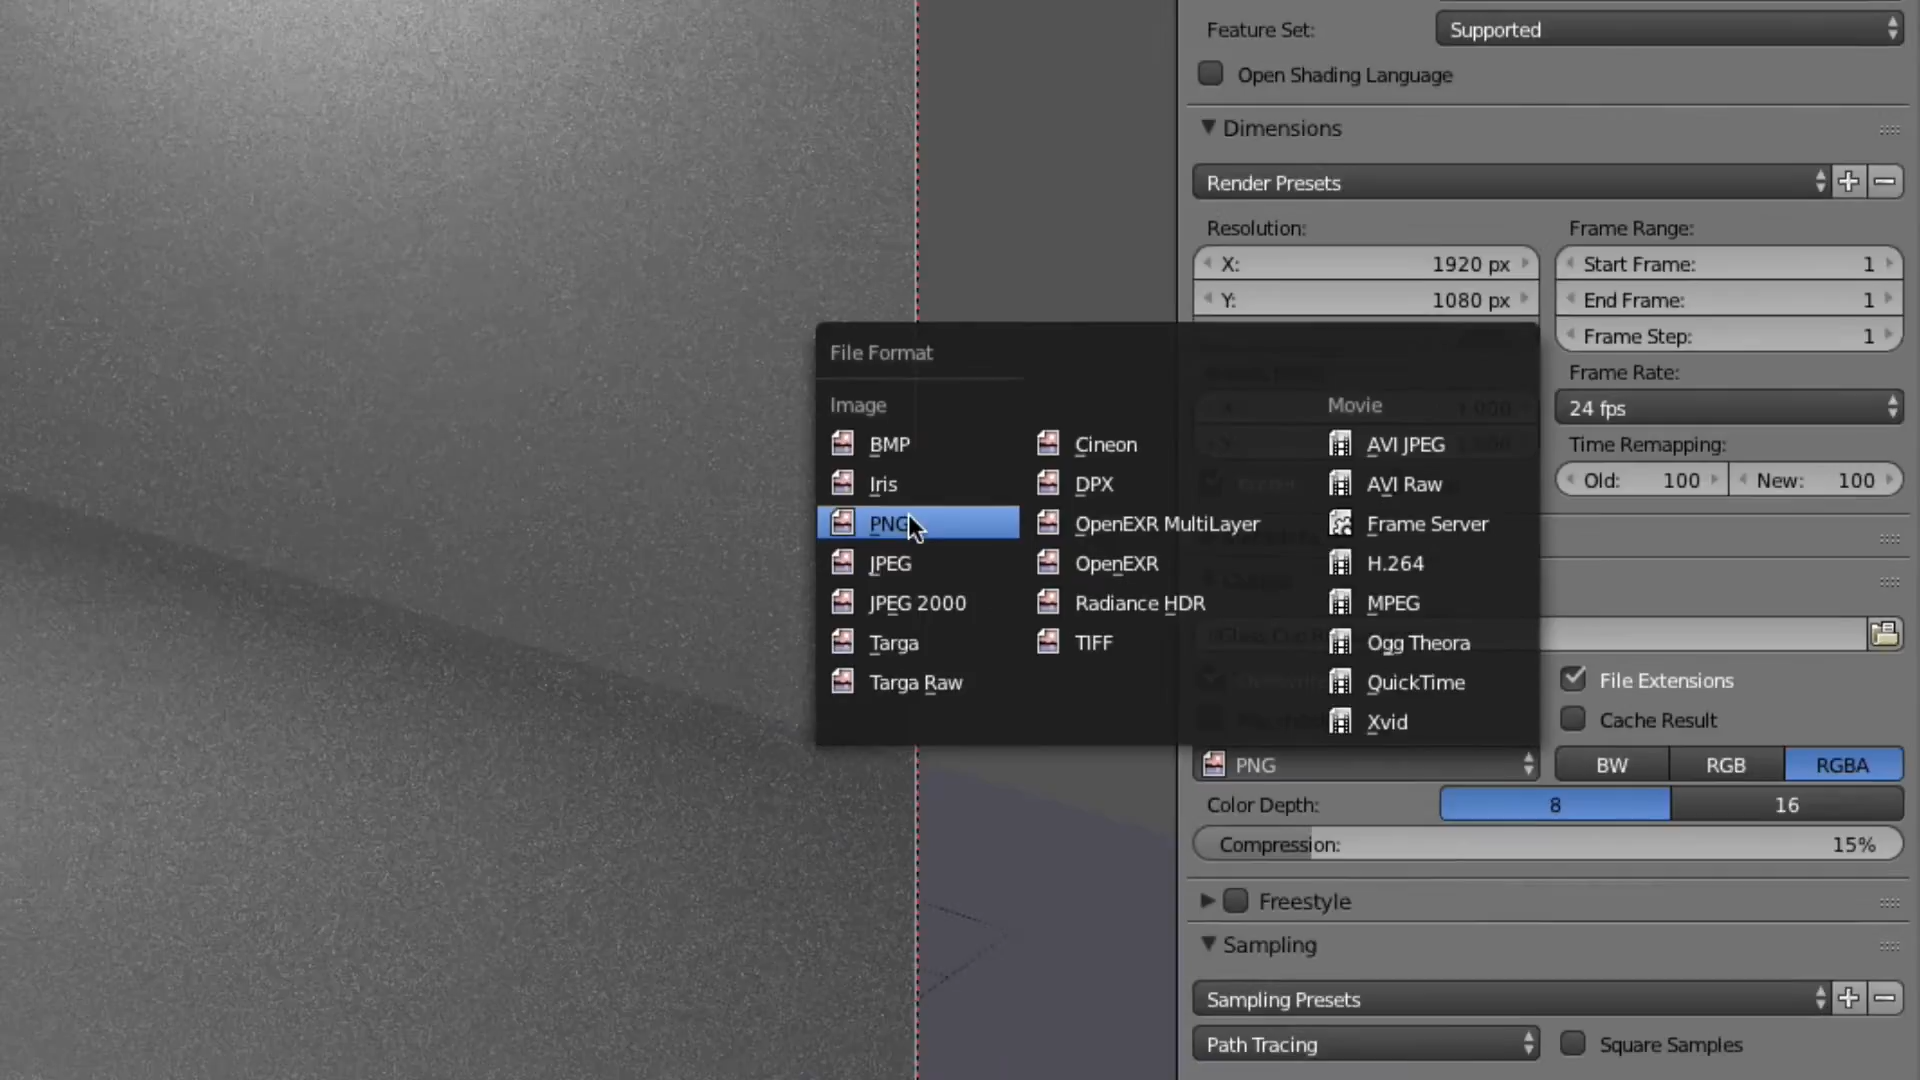 Feature Set: Supported
Open Shading Language
Dimensions
Render Presets
Resolution: Frame Range:
X: 1920 px Start Frame: 1
Y: 1080 px End Frame: 1
Frame Step: 1
File Format
Frame Rate:
24 fps
Image Movie
BMP Cineon AVI JPEG
Time Remapping:
Iris DPX AVI Raw
Old: 100 New: 100
PNG OpenEXR MultiLayer Frame Server
JPEG OpenEXR H.264
JPEG 2000 Radiance HDR MPEG
Targa TIFF Ogg Theora
Targa Raw QuickTime
File Extensions
Xvid
Cache Result
PNG BW RGB RGBA
Color Depth: 8 16
Compression: 15%
Freestyle
Sampling
Sampling Presets
Path Tracing Square Samples